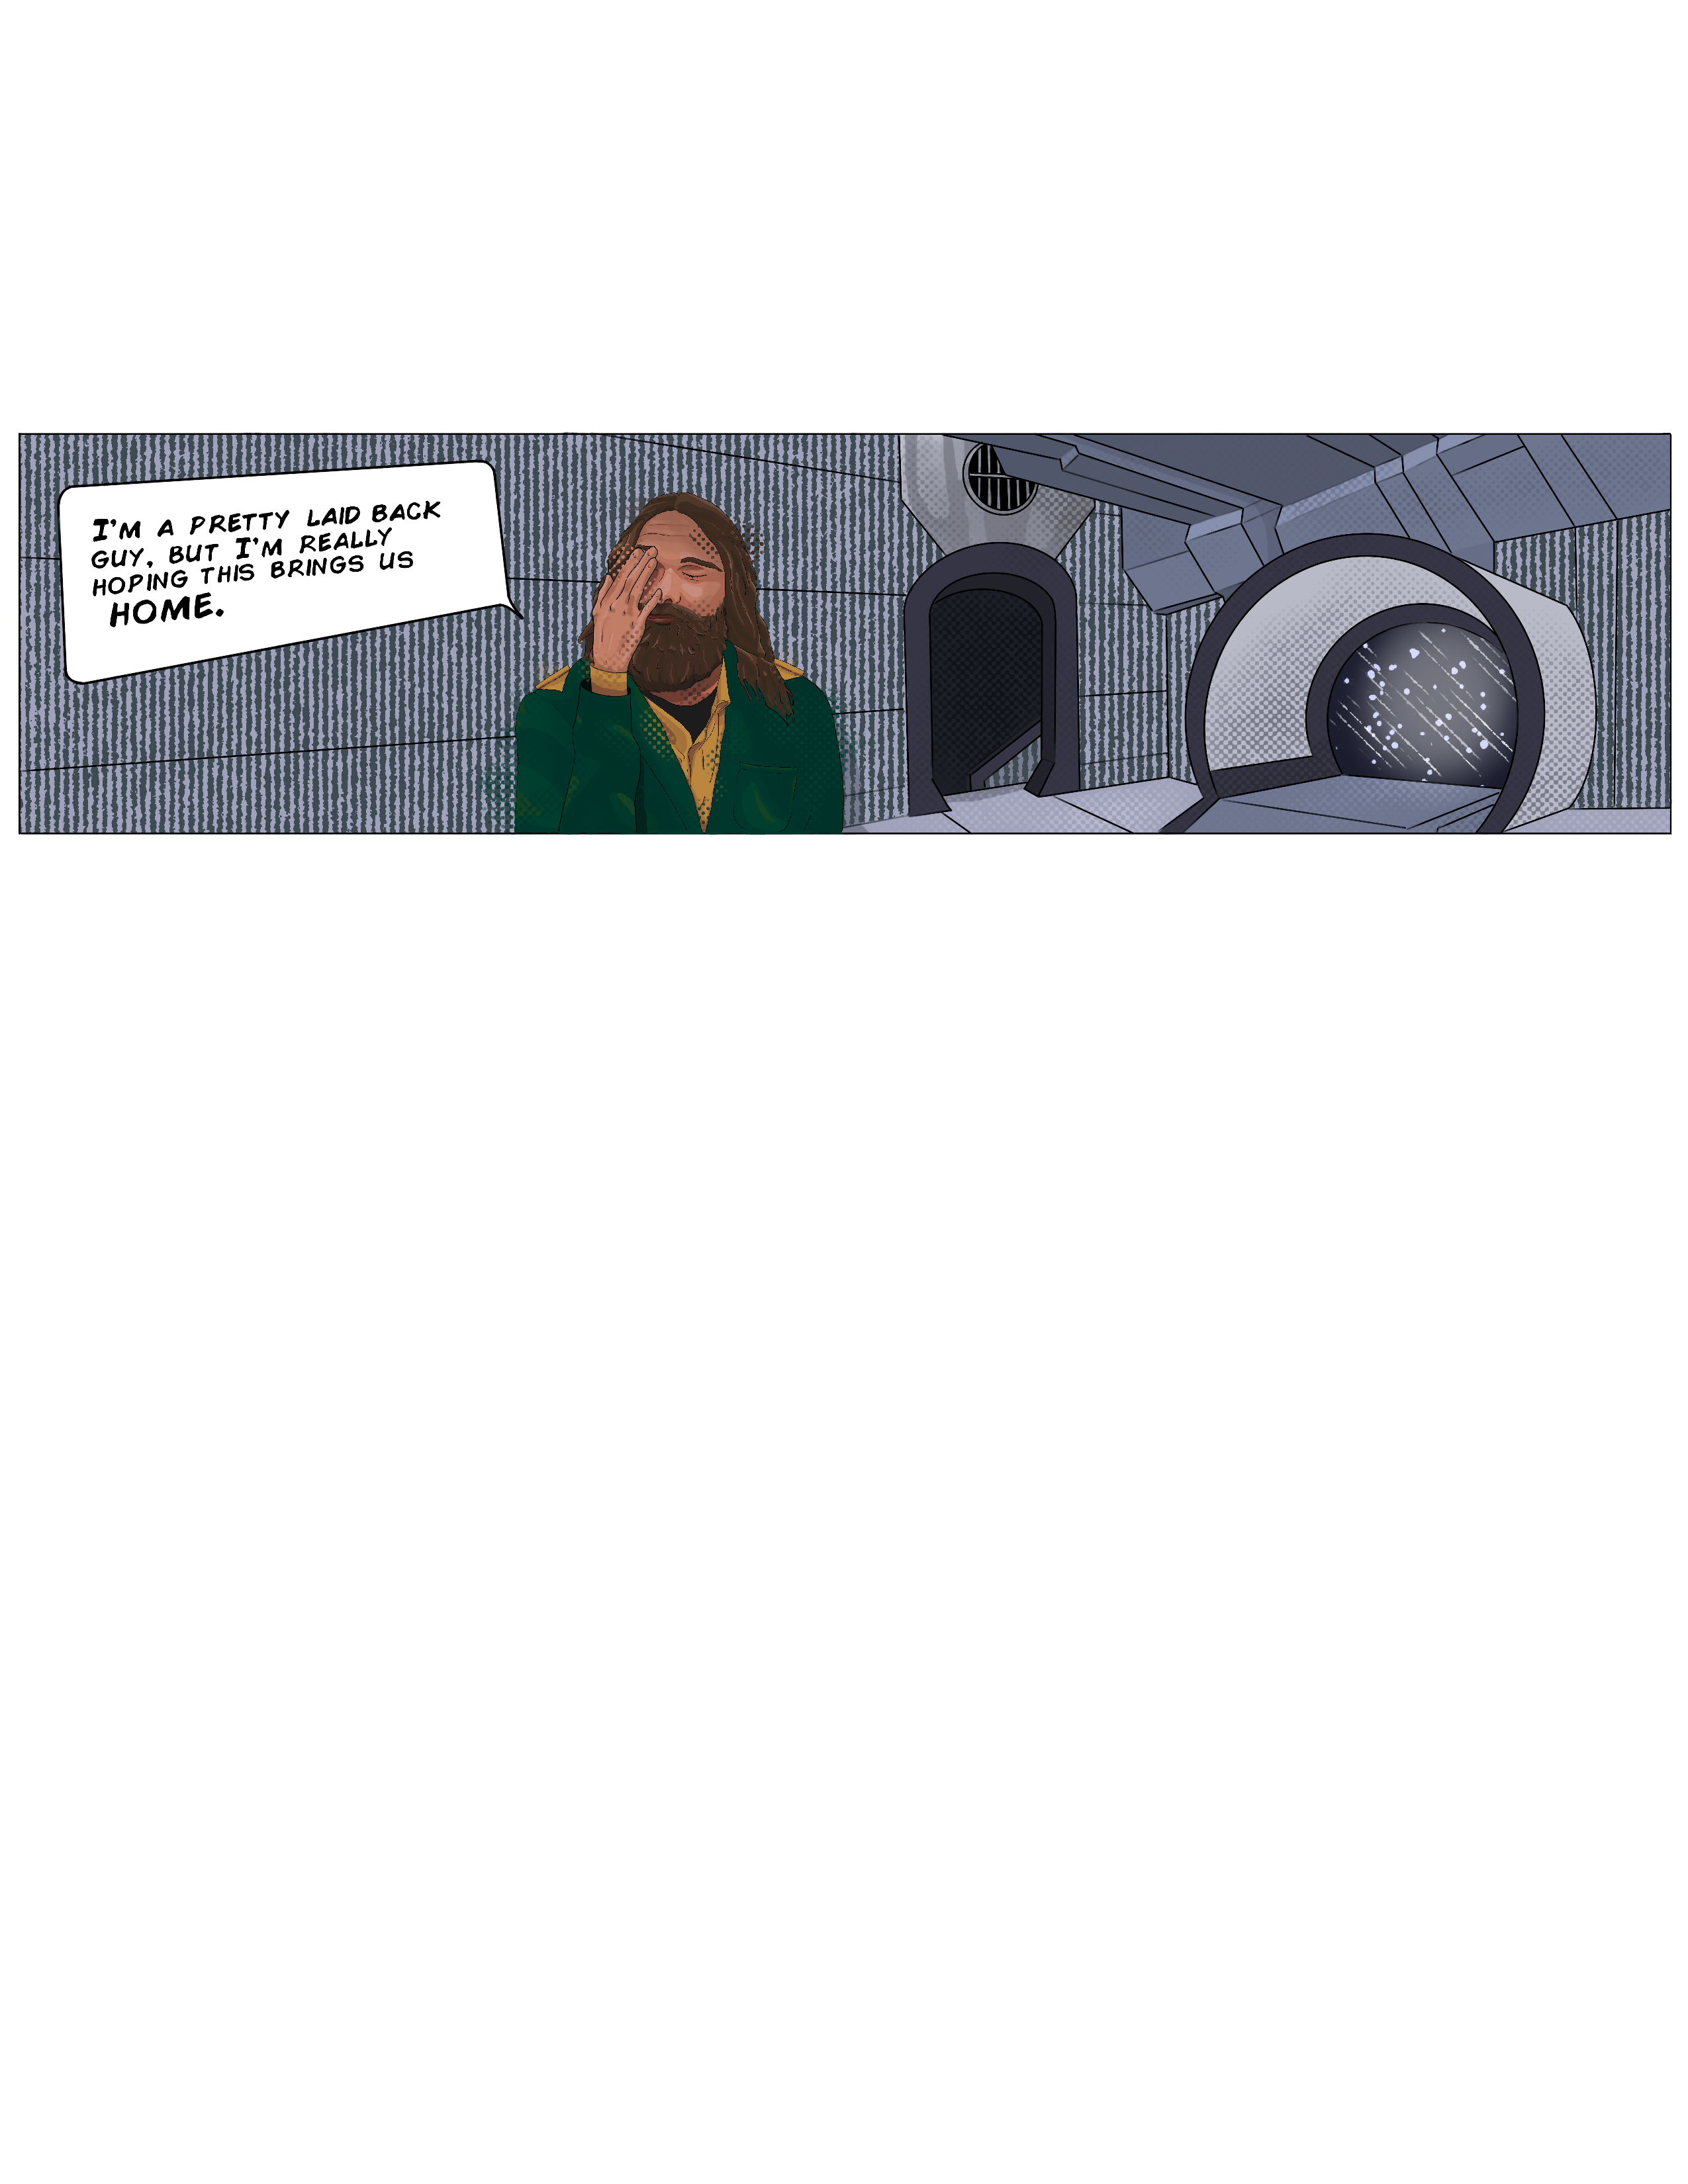 I'M A PRETTY LAID BACK
GUY, BUT I'M REALLY
HOPING THIS BRINGS US
HOME.